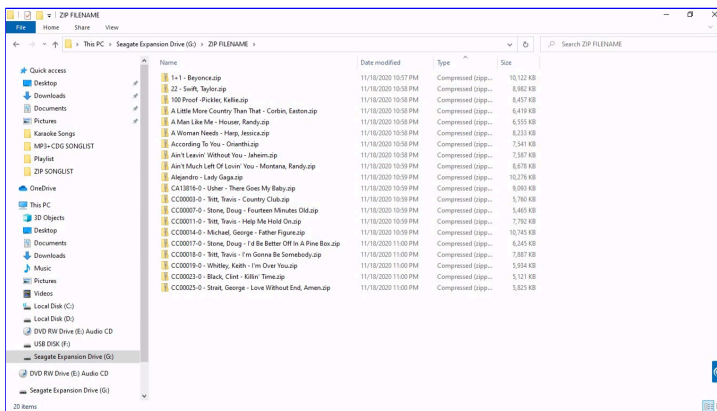 ZIP FILENAME
File Home Share View
This PC > Seagate Expansion Drive (G:) > ZIP FILENAME >
Search ZIP FILENAME
Name Date modified Type Size
Quick access
Desktop
Downloads
Documents
Pictures
Karaoke Songs
MP3+CDG SONGLIST
Playlist
ZIP SONGLIST
OneDrive
This PC
3D Objects
Desktop
Documents
Downloads
Music
Pictures
Videos
Local Disk (C:)
Local Disk (D:)
DVD RW Drive (E:) Audio CD
USB DISK (F:)
Seagate Expansion Drive (G:)
DVD RW Drive (E:) Audio CD
Seagate Expansion Drive (G:)
1+1 - Beyonce.zip 11/18/2020 10:57 PM Compressed (zipp... 10,122 KB
22 - Swift, Taylor.zip 11/18/2020 10:58 PM Compressed (zipp... 8,982 KB
100 Proof -Pickler, Kellie.zip 11/18/2020 10:58 PM Compressed (zipp... 8,457 KB
A Little More Country Than That - Corbin, Easton.zip 11/18/2020 10:58 PM Compressed (zipp... 6,419 KB
A Man Like Me - Houser, Randy.zip 11/18/2020 10:58 PM Compressed (zipp... 6,555 KB
A Woman Needs - Harp, Jessica.zip 11/18/2020 10:58 PM Compressed (zipp... 8,233 KB
According To You - Orianthi.zip 11/18/2020 10:58 PM Compressed (zipp... 7,541 KB
Ain't Leavin' Without You - Jaheim.zip 11/18/2020 10:58 PM Compressed (zipp... 7,587 KB
Ain't Much Left Of Lovin' You - Montana, Randy.zip 11/18/2020 10:59 PM Compressed (zipp... 8,678 KB
Alejandro - Lady Gaga.zip 11/18/2020 10:59 PM Compressed (zipp... 10,276 KB
CA13816-0 - Usher - There Goes My Baby.zip 11/18/2020 10:59 PM Compressed (zipp... 9,093 KB
CC00003-0 - Tritt, Travis - Country Club.zip 11/18/2020 10:59 PM Compressed (zipp... 5,760 KB
CC00007-0 - Stone, Doug - Fourteen Minutes Old.zip 11/18/2020 10:59 PM Compressed (zipp... 5,465 KB
CC00011-0 - Tritt, Travis - Help Me Hold On.zip 11/18/2020 10:59 PM Compressed (zipp... 7,792 KB
CC00014-0 - Michael, George - Father Figure.zip 11/18/2020 10:59 PM Compressed (zipp... 10,745 KB
CC00017-0 - Stone, Doug - I'd Be Better Off In A Pine Box.zip 11/18/2020 11:00 PM Compressed (zipp... 6,245 KB
CC00018-0 - Tritt, Travis - I'm Gonna Be Somebody.zip 11/18/2020 11:00 PM Compressed (zipp... 7,887 KB
CC00019-0 - Whitley, Keith - I'm Over You.zip 11/18/2020 11:00 PM Compressed (zipp... 5,934 KB
CC00023-0 - Black, Clint - Killin' Time.zip 11/18/2020 11:00 PM Compressed (zipp... 5,121 KB
CC00025-0 - Strait, George - Love Without End, Amen.zip 11/18/2020 11:00 PM Compressed (zipp... 5,825 KB
20 items